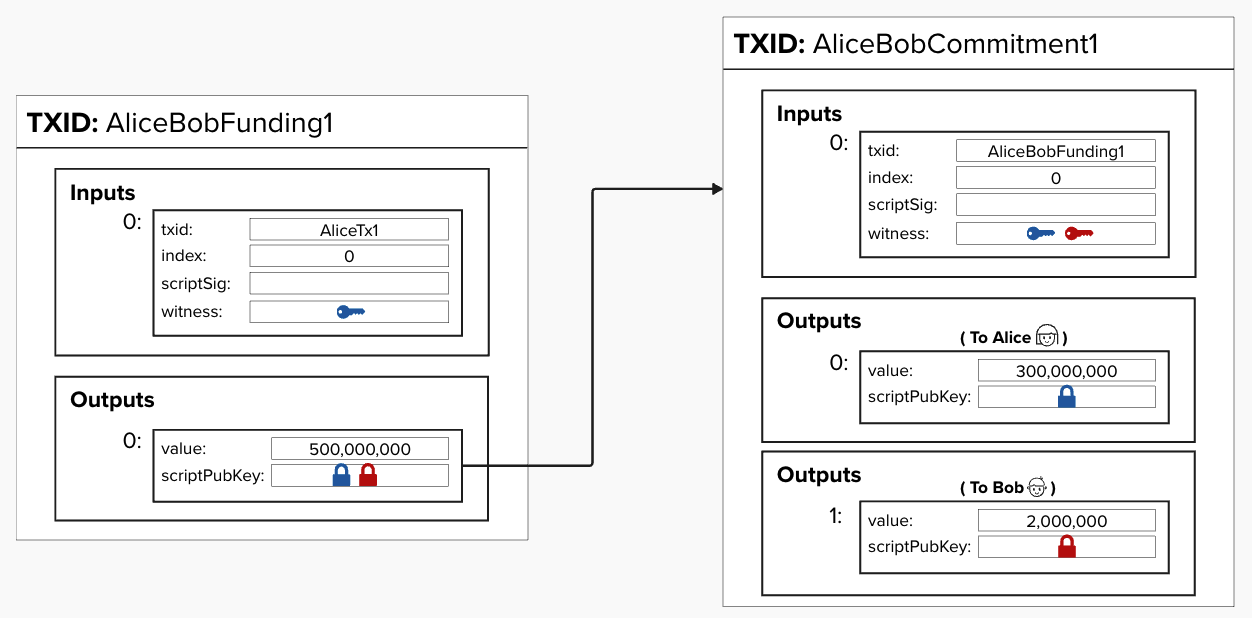 TXID: AliceBobFunding1
Inputs
0:
txid: AliceTx1
index: 0
scriptSig:
witness:
Outputs
0:
value: 500,000,000
scriptPubKey:
TXID: AliceBobCommitment1
Inputs
0:
txid: AliceBobFunding1
index: 0
scriptSig:
witness:
Outputs
( To Alice )
0:
value: 300,000,000
scriptPubKey:
Outputs
( To Bob )
1:
value: 2,000,000
scriptPubKey: